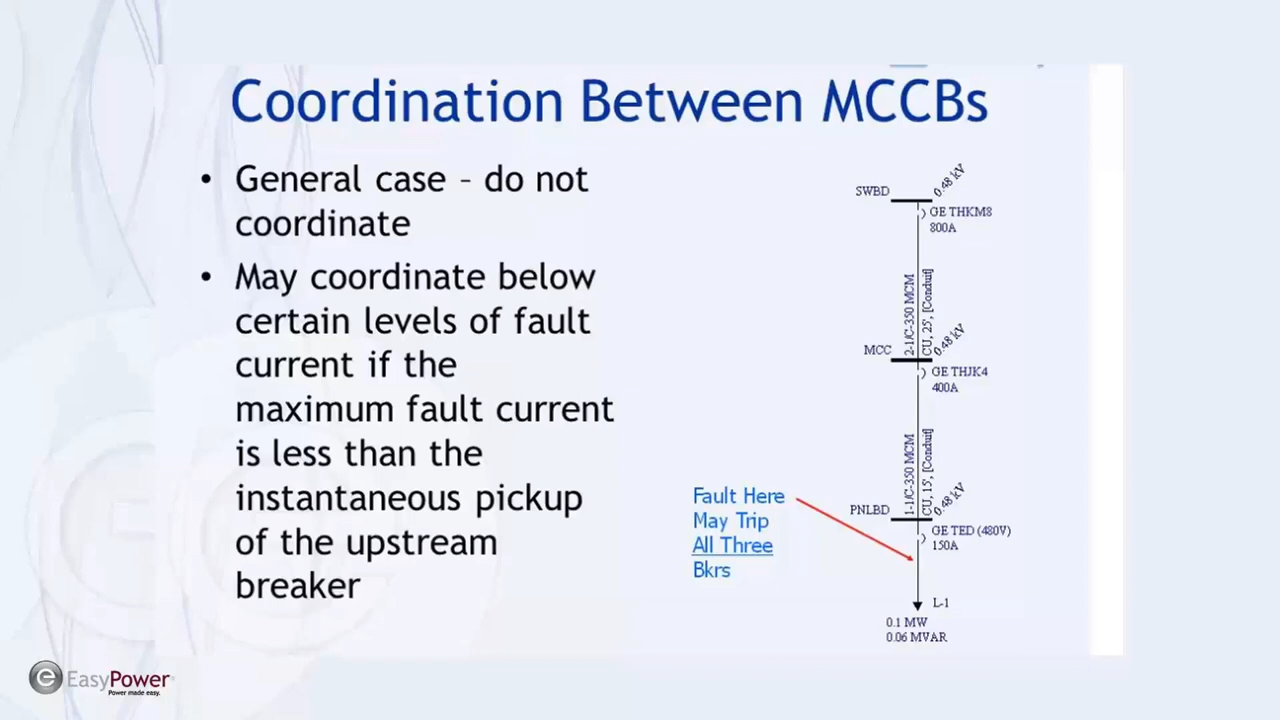 Coordination Between MCCBs
• General case – do not
coordinate
• May coordinate below
certain levels of fault
current if the
maximum fault current
is less than the
instantaneous pickup
of the upstream
breaker
SWBD
0.48 kV
GE THKM8
800A
2-1/C-350 MCM
CU, 25', [Conduit]
MCC
0.48 kV
GE THJK4
400A
1-1/C-350 MCM
CU, 15', [Conduit]
PNLBD
0.48 kV
GE TED (480V)
150A
Fault Here
May Trip
All Three
Bkrs
L-1
0.1 MW
0.06 MVAR
e EasyPower
Power made easy.